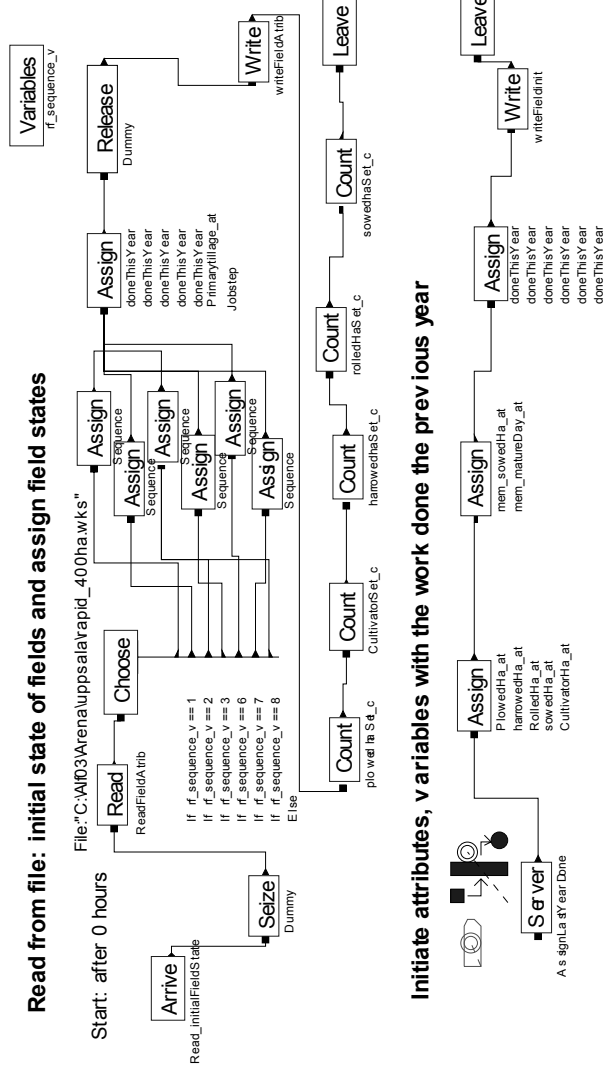 Read from file: initial state of fields and assign field states
Variables
rf_sequence_v
File:"C:\Alf03\Arena\uppsala\rapid_400ha.wks"
Start: after 0 hours
Arrive
Read_initialFieldState
Seize
Dummy
Read
ReadFieldAtrib
Choose
If rf_sequence_v == 1
If rf_sequence_v == 2
If rf_sequence_v == 3
If rf_sequence_v == 6
If rf_sequence_v == 7
If rf_sequence_v == 8
Else
Assign
Sequence
Assign
Sequence
Assign
Sequence
Assign
Sequence
Assign
Sequence
Assign
Sequence
Assign
doneThisYear
doneThisYear
doneThisYear
doneThisYear
doneThisYear
Primarytillage_at
Jobstep
Release
Dummy
Write
writeFieldAtrib
Count
plowedhaSet_c
Count
CultivatorSet_c
Count
harrowedhaSet_c
Count
rolledHaSet_c
Count
sowedhaSet_c
Leave
Initiate attributes, variables with the work done the previous year
Server
AssignLastYearDone
Assign
PlowedHa_at
harrowedHa_at
RolledHa_at
sowedHa_at
CultivatorHa_at
Assign
mem_sowedHa_at
mem_matureDay_at
Assign
doneThisYear
doneThisYear
doneThisYear
doneThisYear
doneThisYear
doneThisYear
Write
writeFieldinit
Leave